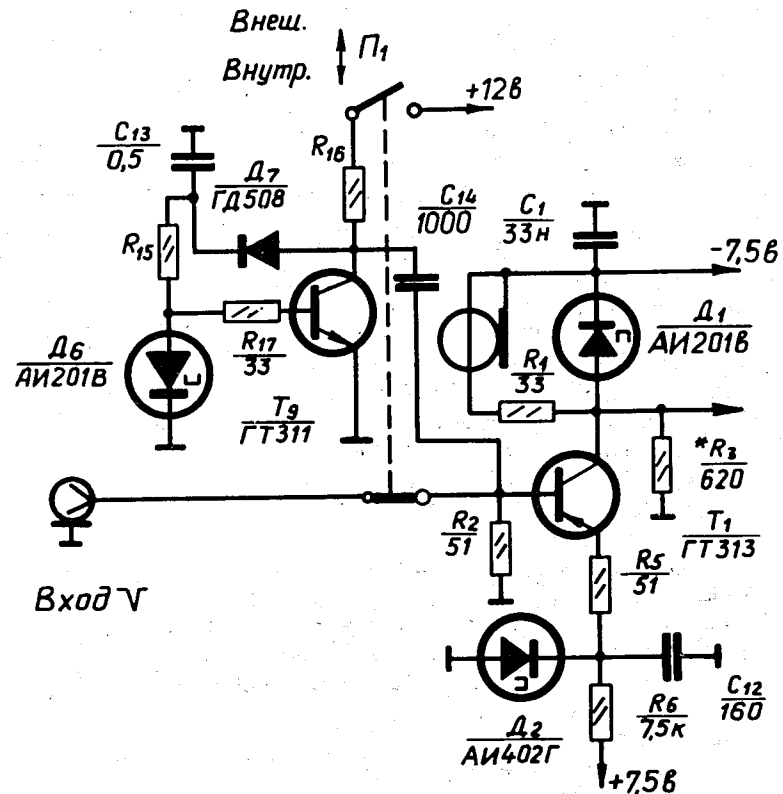 Внеш.
П1
Внутр.
+12в
C13
0,5
R16
Д7
ГД508
C14
1000
C1
33н
-7,5в
R15
Д1
АИ201В
Д6
АИ201В
R17
33
R1
33
T9
ГТ311
*R3
620
T1
ГТ313
R2
51
R5
51
Вход
Д2
АИ402Г
R6
7,5к
C12
160
+7,5в